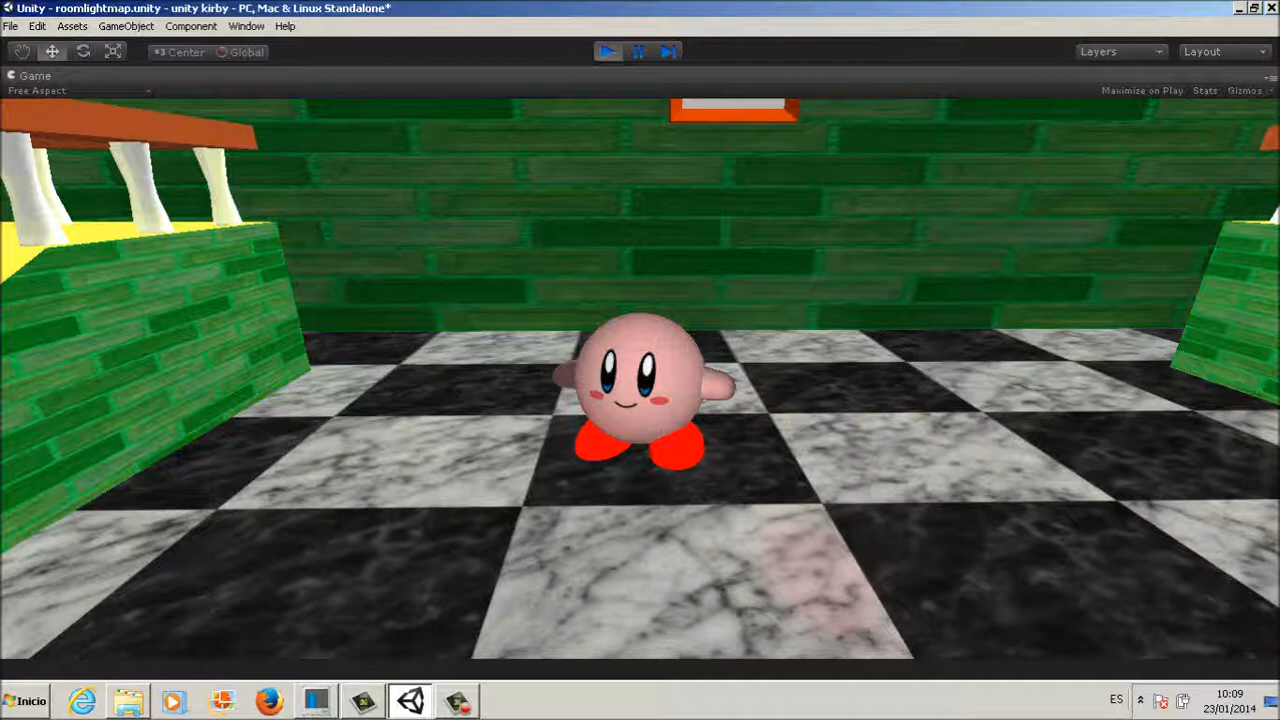 Unity - roomlightmap.unity - unity kirby - PC, Mac & Linux Standalone*
File Edit Assets GameObject Component Window Help
Center Global Layers Layout
Game
Free Aspect Maximize on Play Stats Gizmos
Inicio ES 10:09
23/01/2014